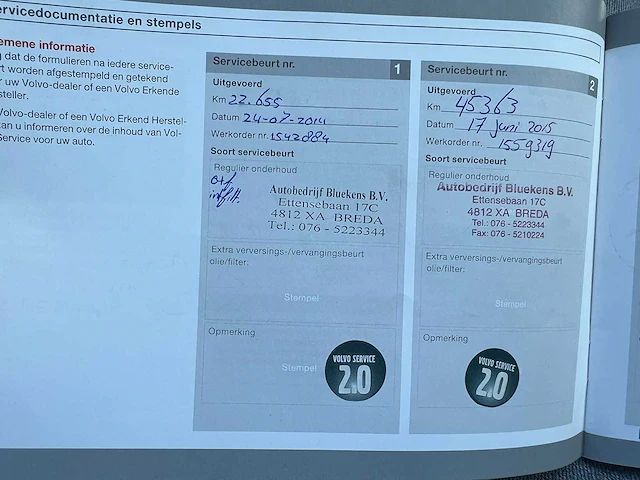 ervicedocumentatie en stempels
emene informatie
g dat de formulieren na iedere service-
rt worden afgestempeld en getekend
r uw Volvo-dealer of een Volvo Erkende
steller.
Volvo-dealer of een Volvo Erkend Herstel-
an u informeren over de inhoud van Vol-
Service voor uw auto.
Servicebeurt nr. 1
Uitgevoerd
Km 22.655
Datum 24-07-2014
Werkorder nr. 1542884
Soort servicebeurt
Regulier onderhoud
Autobedrijf Bluekens B.V.
Ettensebaan 17C
4812 XA BREDA
Tel.: 076 - 5223344
Extra verversings-/vervangingsbeurt
olie/filter:
Stempel
Opmerking
Stempel
VOLVO SERVICE
2.0
Servicebeurt nr. 2
Uitgevoerd
Km 45363
Datum 17 juni 2015
Werkorder nr. 1559319
Soort servicebeurt
Regulier onderhoud
Autobedrijf Bluekens B.V.
Ettensebaan 17C
4812 XA BREDA
Tel.: 076 - 5223344
Fax: 076 - 5210224
Extra verversings-/vervangingsbeurt
olie/filter:
Stempel
Opmerking
VOLVO SERVICE
2.0